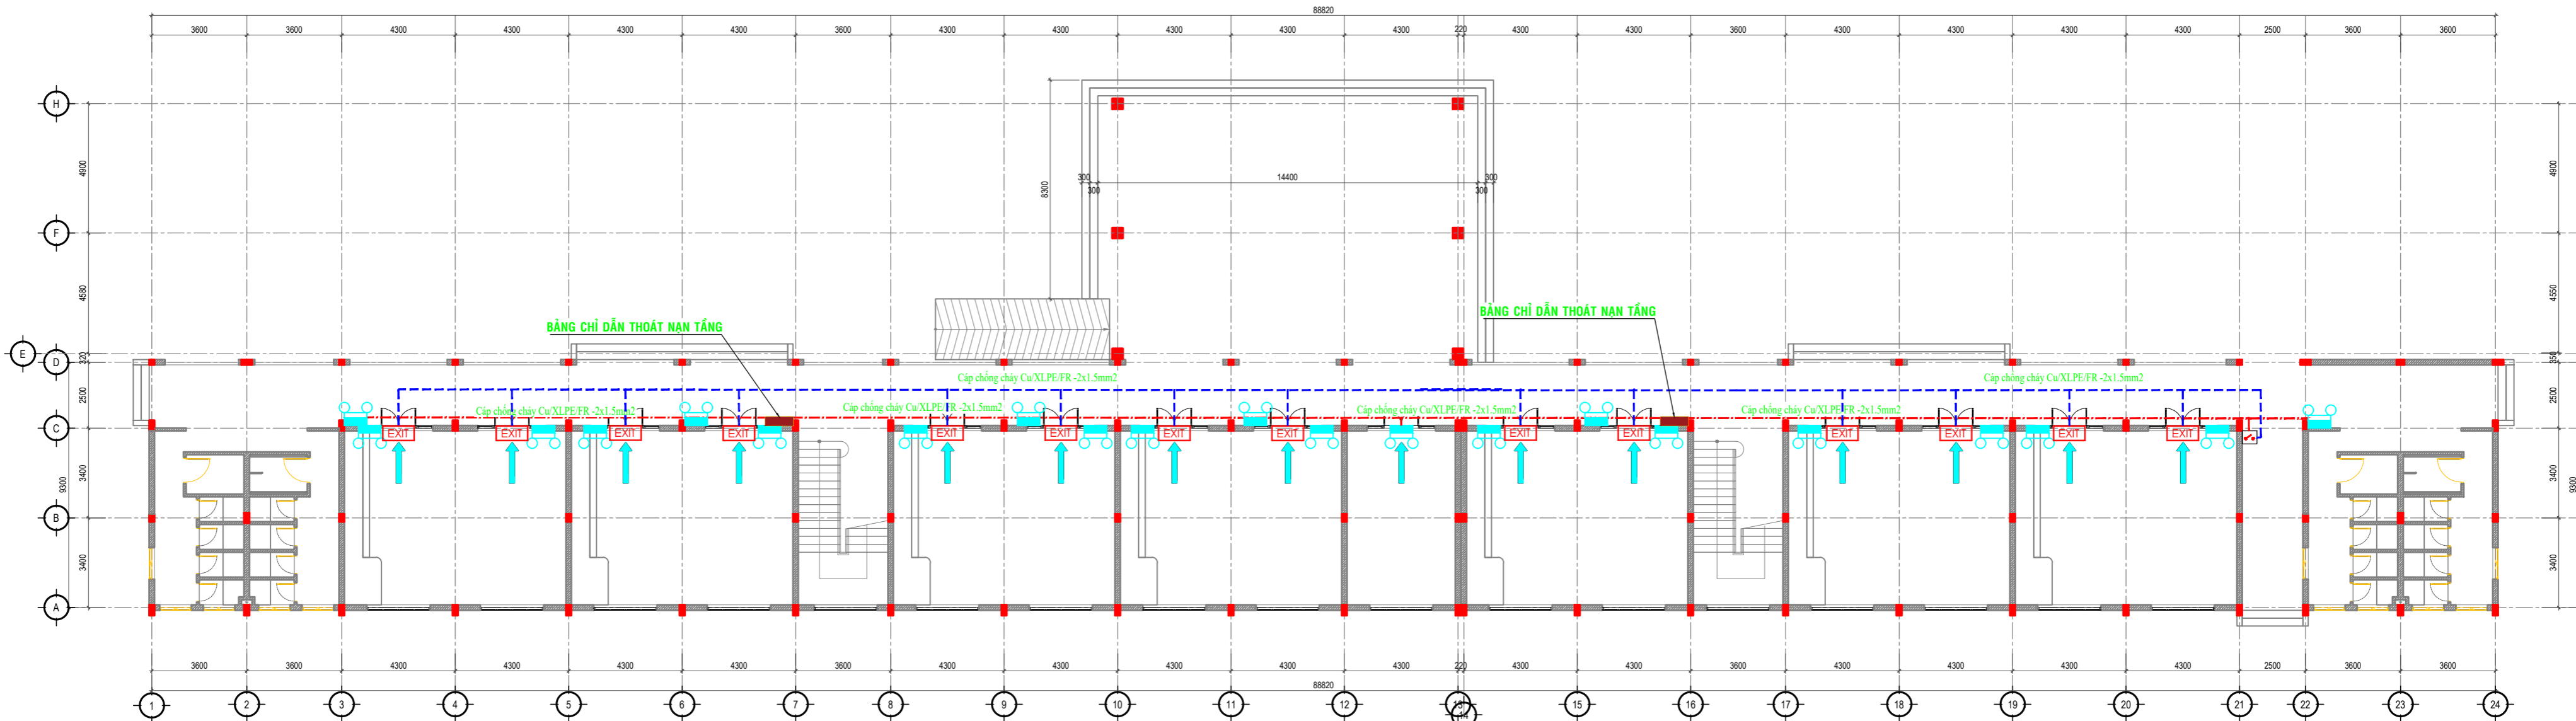 88820
3600 3600 4300 4300 4300 4300 3600 4300 4300 4300 4300 4300 220 4300 4300 3600 4300 4300 4300 4300 2500 3600 3600
H
4900
8300
300
300
14400
300
300
4900
F
4580
4550
BẢNG CHỈ DẪN THOÁT NẠN TẦNG
BẢNG CHỈ DẪN THOÁT NẠN TẦNG
E
320
350
D
2500
2500
Cáp chống cháy Cu/XLPE/FR -2x1.5mm2
Cáp chống cháy Cu/XLPE/FR -2x1.5mm2
Cáp chống cháy Cu/XLPE/FR -2x1.5mm2
Cáp chống cháy Cu/XLPE/FR -2x1.5mm2
Cáp chống cháy Cu/XLPE/FR -2x1.5mm2
Cáp chống cháy Cu/XLPE/FR -2x1.5mm2
C
EXIT EXIT EXIT EXIT EXIT EXIT EXIT EXIT EXIT EXIT EXIT EXIT EXIT EXIT
3400
9300
3400
9300
B
3400
3400
A
3600 3600 4300 4300 4300 4300 3600 4300 4300 4300 4300 4300 220 4300 4300 3600 4300 4300 4300 4300 2500 3600 3600
88820
1 2 3 4 5 6 7 8 9 10 11 12 13 14 15 16 17 18 19 20 21 22 23 24